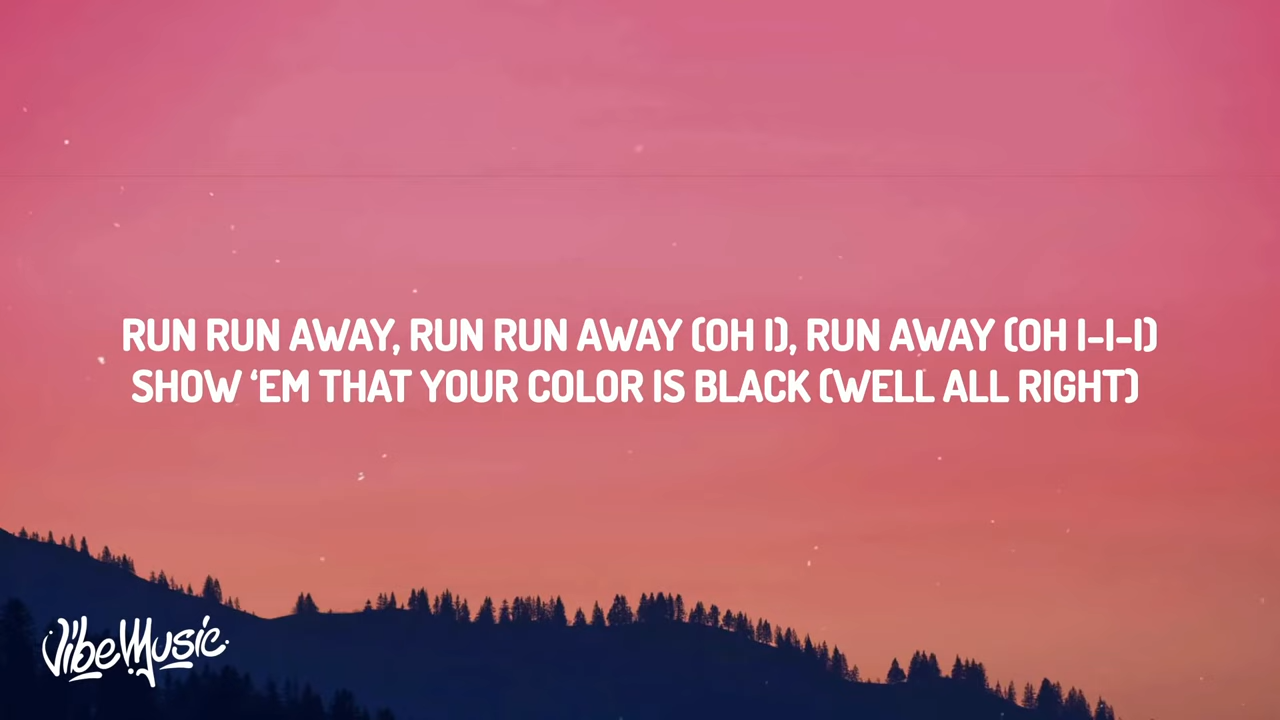 RUN RUN AWAY, RUN RUN AWAY (OH I), RUN AWAY (OH I-I-I)
SHOW ‘EM THAT YOUR COLOR IS BLACK (WELL ALL RIGHT)
VibeMusic